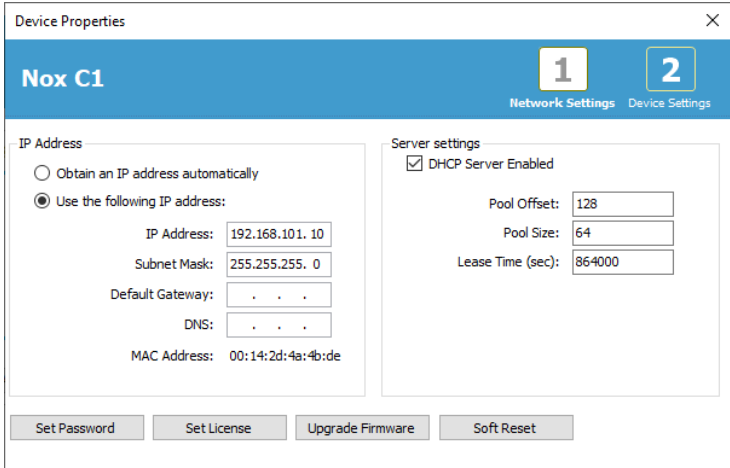 Device Properties
Nox C1
1
Network Settings
2
Device Settings
IP Address
Obtain an IP address automatically
Use the following IP address:
IP Address: 192.168.101. 10
Subnet Mask: 255.255.255. 0
Default Gateway: . . .
DNS: . . .
MAC Address: 00:14:2d:4a:4b:de
Server settings
DHCP Server Enabled
Pool Offset: 128
Pool Size: 64
Lease Time (sec): 864000
Set Password
Set License
Upgrade Firmware
Soft Reset